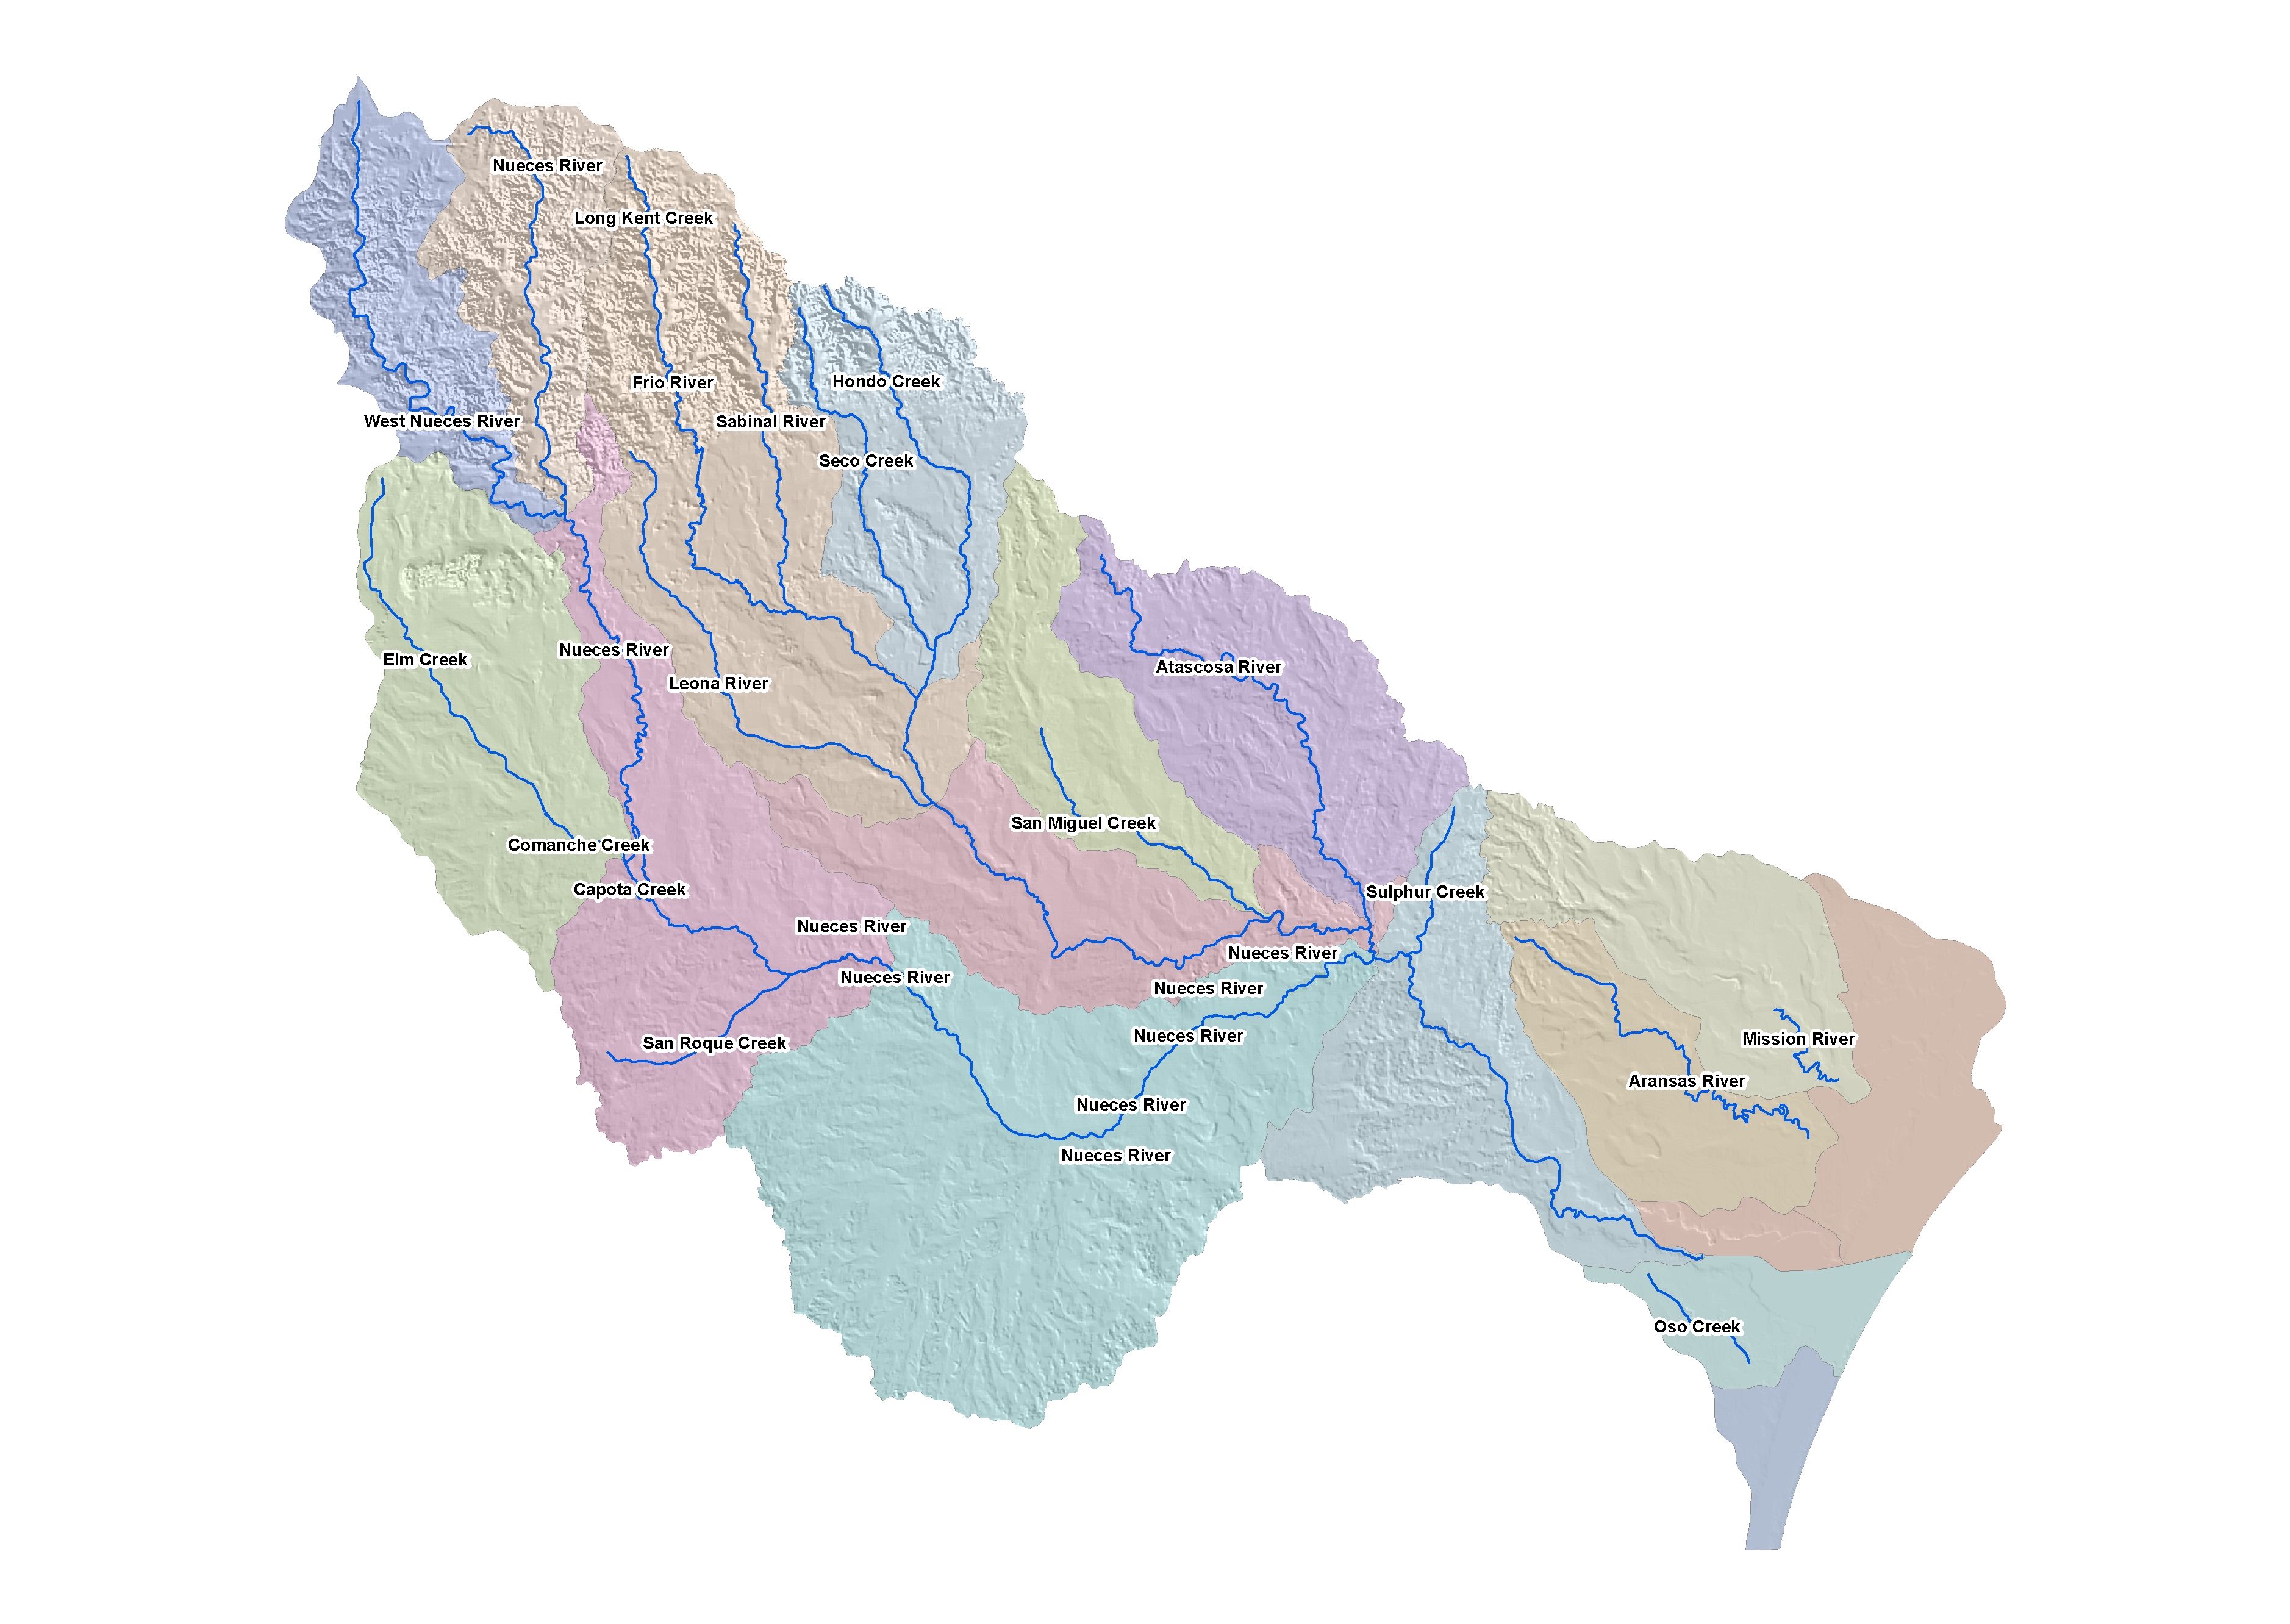 Nueces River
Long Kent Creek
Frio River
Hondo Creek
West Nueces River
Sabinal River
Seco Creek
Nueces River
Elm Creek
Atascosa River
Leona River
San Miguel Creek
Comanche Creek
Capota Creek
Sulphur Creek
Nueces River
Nueces River
Nueces River
Nueces River
Nueces River
Mission River
San Roque Creek
Aransas River
Nueces River
Nueces River
Oso Creek